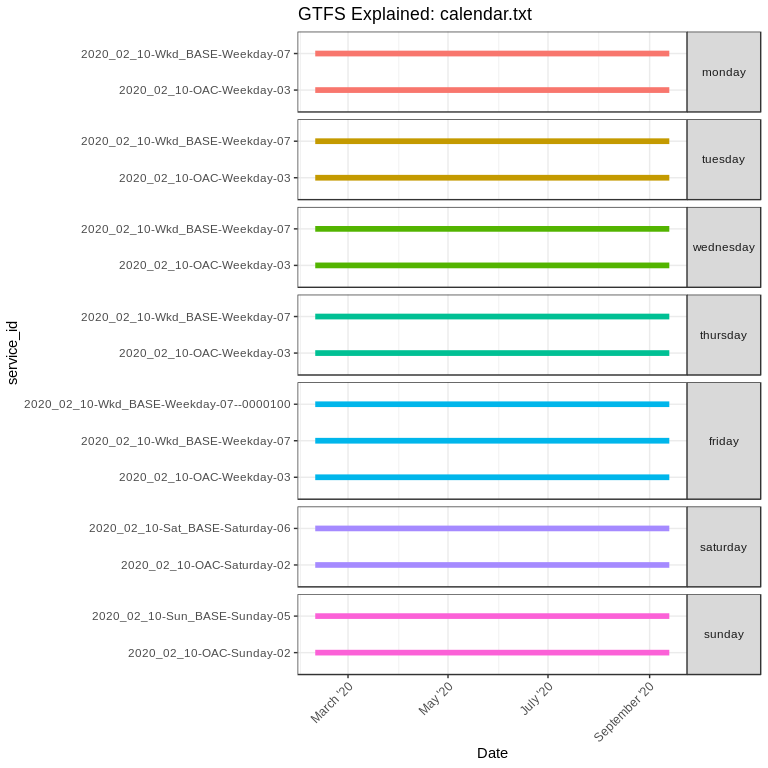 GTFS Explained: calendar.txt
2020_02_10-Wkd_BASE-Weekday-07
2020_02_10-OAC-Weekday-03
monday
2020_02_10-Wkd_BASE-Weekday-07
2020_02_10-OAC-Weekday-03
tuesday
2020_02_10-Wkd_BASE-Weekday-07
2020_02_10-OAC-Weekday-03
wednesday
2020_02_10-Wkd_BASE-Weekday-07
2020_02_10-OAC-Weekday-03
thursday
2020_02_10-Wkd_BASE-Weekday-07--0000100
2020_02_10-Wkd_BASE-Weekday-07
2020_02_10-OAC-Weekday-03
friday
2020_02_10-Sat_BASE-Saturday-06
2020_02_10-OAC-Saturday-02
saturday
2020_02_10-Sun_BASE-Sunday-05
2020_02_10-OAC-Sunday-02
sunday
service_id
March '20
May '20
July '20
September '20
Date